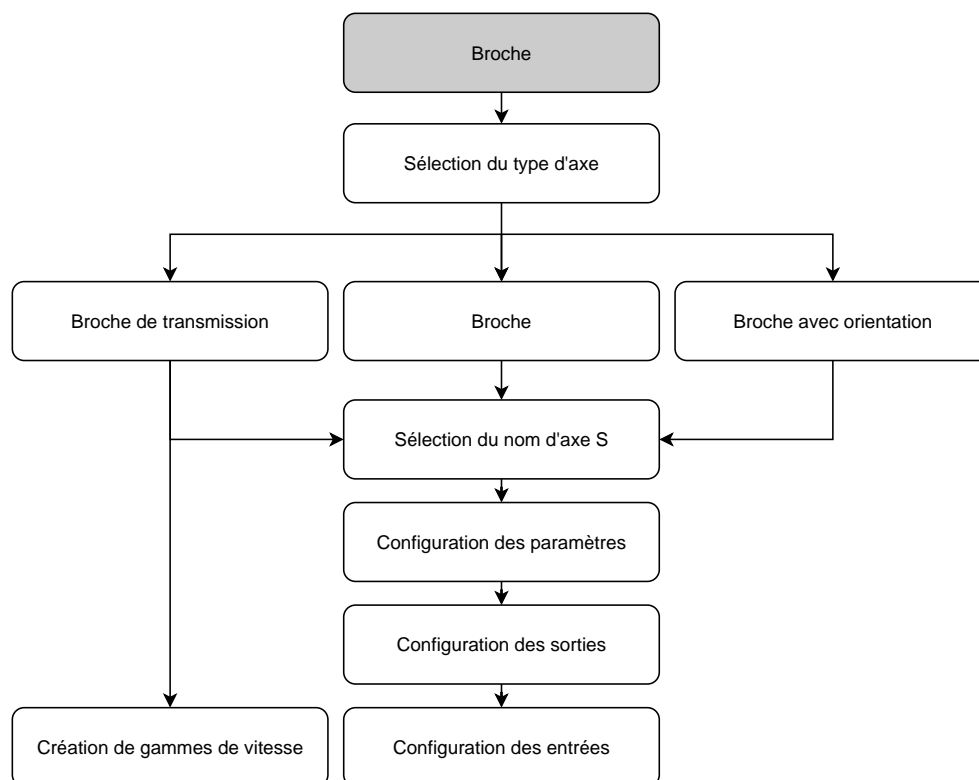 Broche
Sélection du type d'axe
Broche de transmission
Broche
Broche avec orientation
Sélection du nom d'axe S
Configuration des paramètres
Configuration des sorties
Création de gammes de vitesse
Configuration des entrées